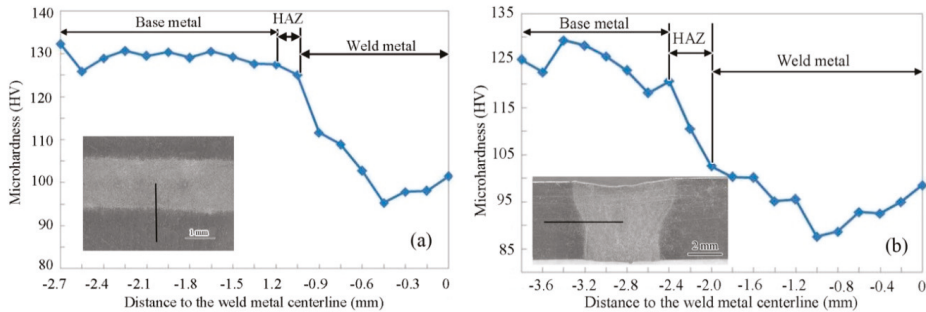 (a)
140
130
120
110
100
90
80
Microhardness (HV)
Base metal
HAZ
Weld metal
1 mm
-2.7 -2.4 -2.1 -1.8 -1.5 -1.2 -0.9 -0.6 -0.3 0
Distance to the weld metal centerline (mm)
(b)
135
125
115
105
95
85
Microhardness (HV)
Base metal
HAZ
Weld metal
2 mm
-3.6 -3.2 -2.8 -2.4 -2.0 -1.6 -1.2 -0.8 -0.4 0
Distance to the weld metal centerline (mm)